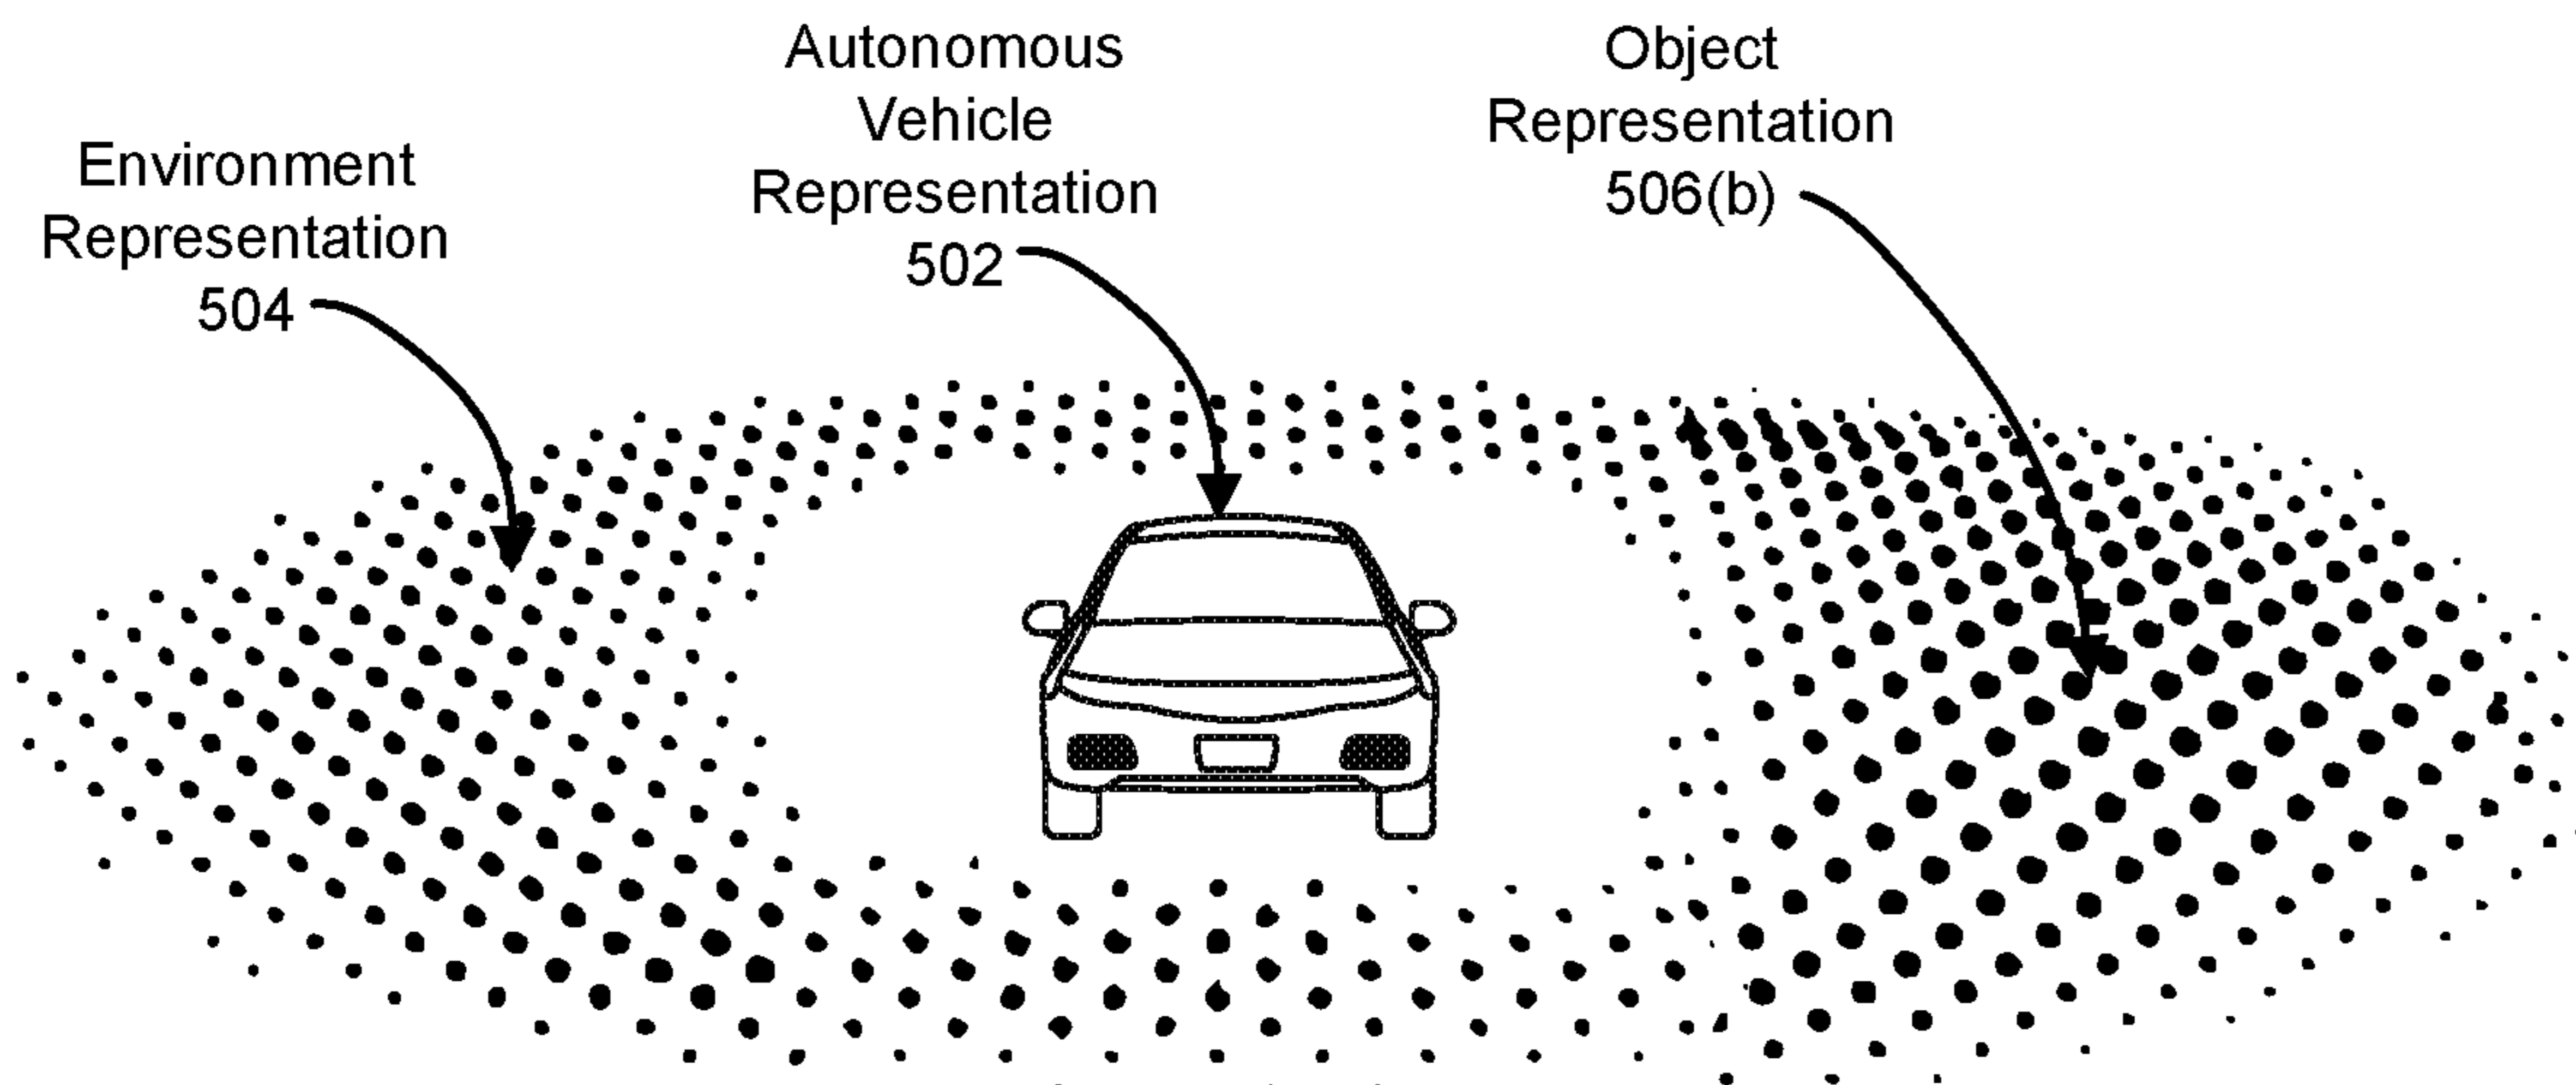 Environment
Representation
504
Autonomous
Vehicle
Representation
502
Object
Representation
506(b)